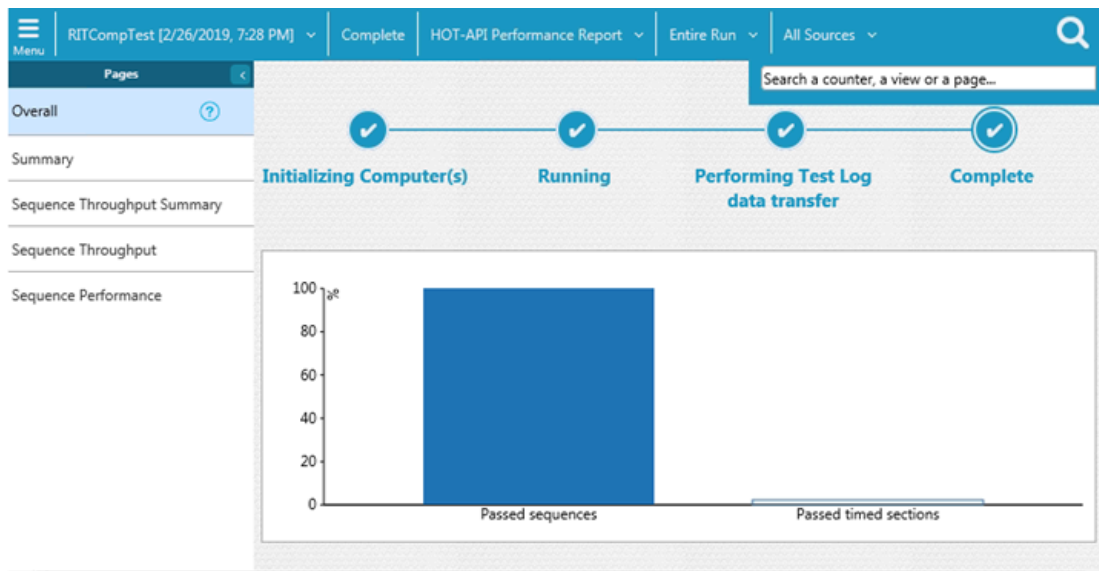 RITCompTest [2/26/2019, 7:28 PM]
Complete
HOT-API Performance Report
Entire Run
All Sources
Menu
Pages
Search a counter, a view or a page...
Overall
?
Summary
Sequence Throughput Summary
Sequence Throughput
Sequence Performance
Initializing Computer(s)
Running
Performing Test Log
data transfer
Complete
100
%
80
60
40
20
0
Passed sequences
Passed timed sections